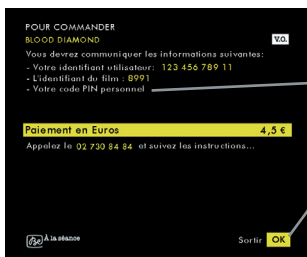 POUR COMMANDER
BLOOD DIAMOND V.O.
Vous devrez communiquer les informations suivantes:
- Votre identifiant utilisateur: 123 456 789 11
- L'identifiant du film : 8991
- Votre code PIN personnel
Paiement en Euros 4,5 €
Appelez le 02 730 84 84 et suivez les instructions...
Be À la séance Sortir OK